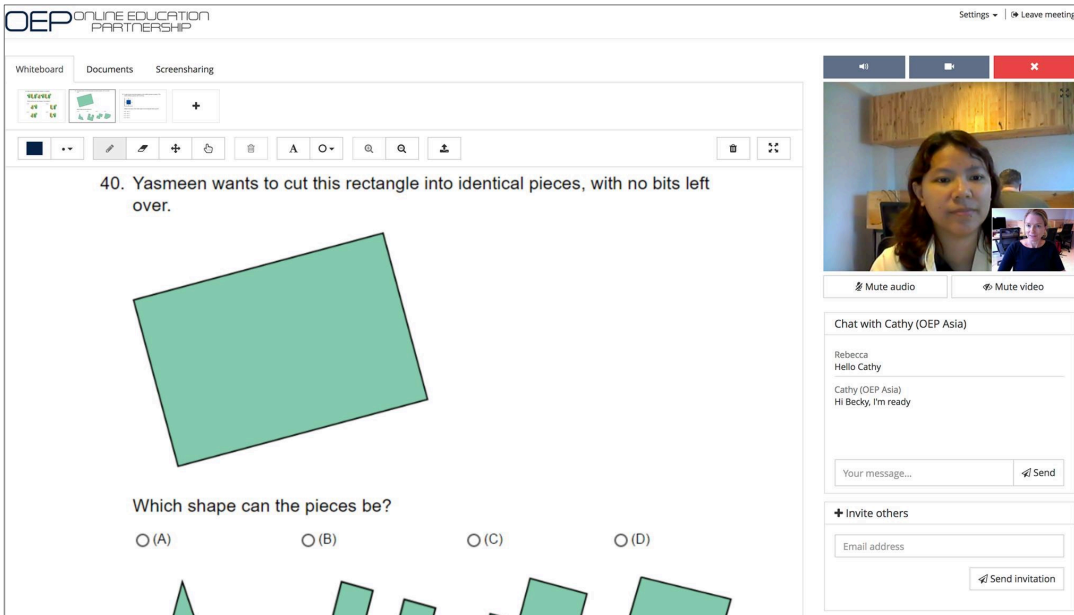 OEP ONLINE EDUCATION
PARTNERSHIP
Settings
Leave meeting
Whiteboard
Documents
Screensharing
A
40. Yasmeen wants to cut this rectangle into identical pieces, with no bits left
over.
Which shape can the pieces be?
(A)
(B)
(C)
(D)
Mute audio
Mute video
Chat with Cathy (OEP Asia)
Rebecca
Hello Cathy
Cathy (OEP Asia)
Hi Becky, I'm ready
Your message...
Send
Invite others
Email address
Send invitation